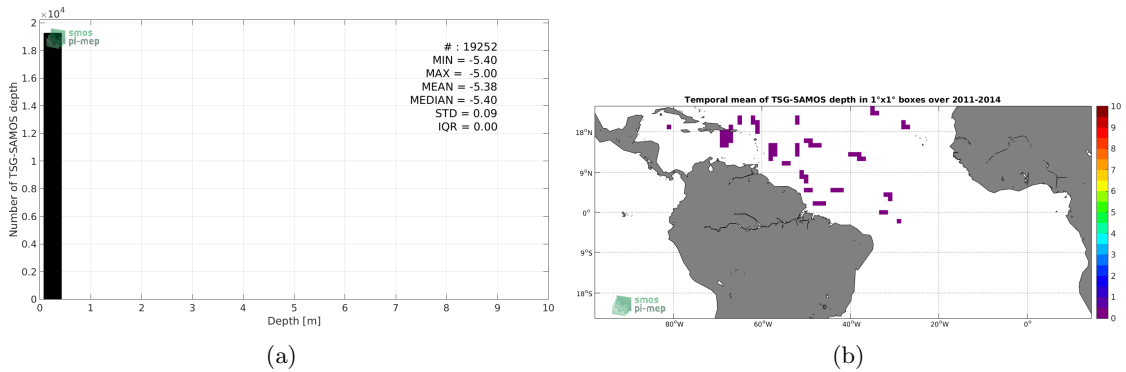 ×10⁴
2
1.8
1.6
1.4
1.2
1
0.8
0.6
0.4
0.2
0
Number of TSG-SAMOS depth
smos
pi-mep
# : 19252
MIN = -5.40
MAX = -5.00
MEAN = -5.38
MEDIAN = -5.40
STD = 0.09
IQR = 0.00
1 2 3 4 5 6 7 8 9 10
Depth [m]
(a)
Temporal mean of TSG-SAMOS depth in 1°x1° boxes over 2011-2014
18°N
9°N
0°
9°S
18°S
80°W 60°W 40°W 20°W 0°
smos
pi-mep
10
9
8
7
6
5
4
3
2
1
0
(b)